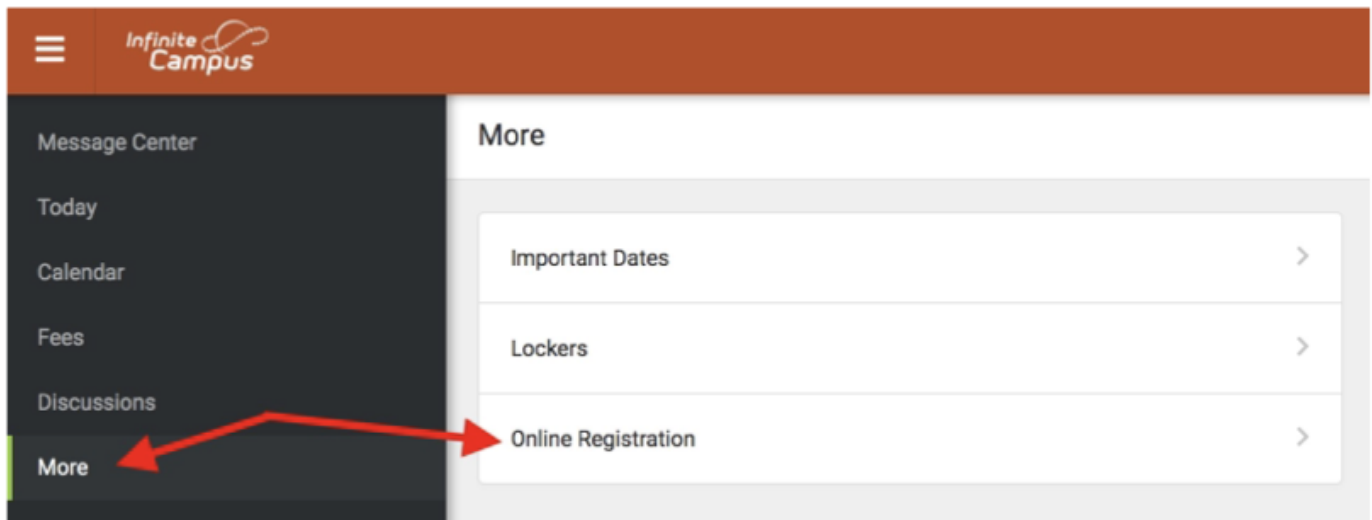 Infinite
Campus
Message Center
Today
Calendar
Fees
Discussions
More
More
Important Dates
Lockers
Online Registration